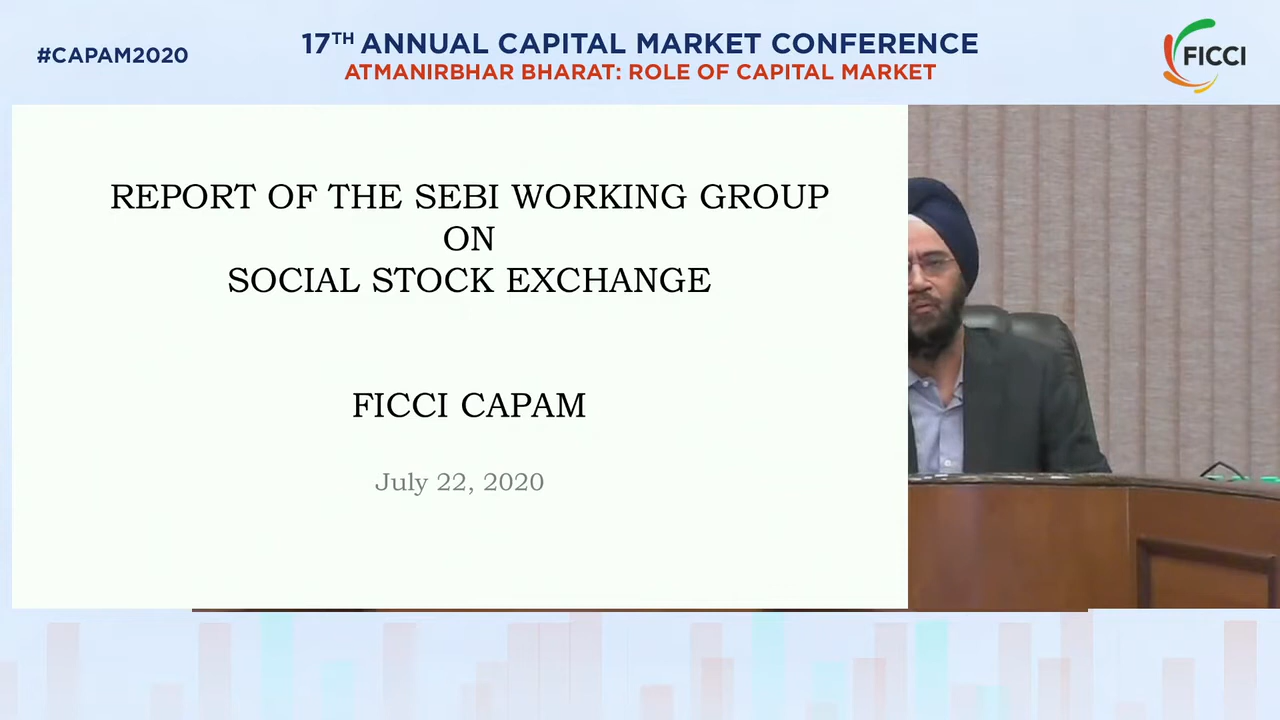 #CAPAM2020
17TH ANNUAL CAPITAL MARKET CONFERENCE
ATMANIRBHAR BHARAT: ROLE OF CAPITAL MARKET
FICCI
REPORT OF THE SEBI WORKING GROUP
ON
SOCIAL STOCK EXCHANGE
FICCI CAPAM
July 22, 2020